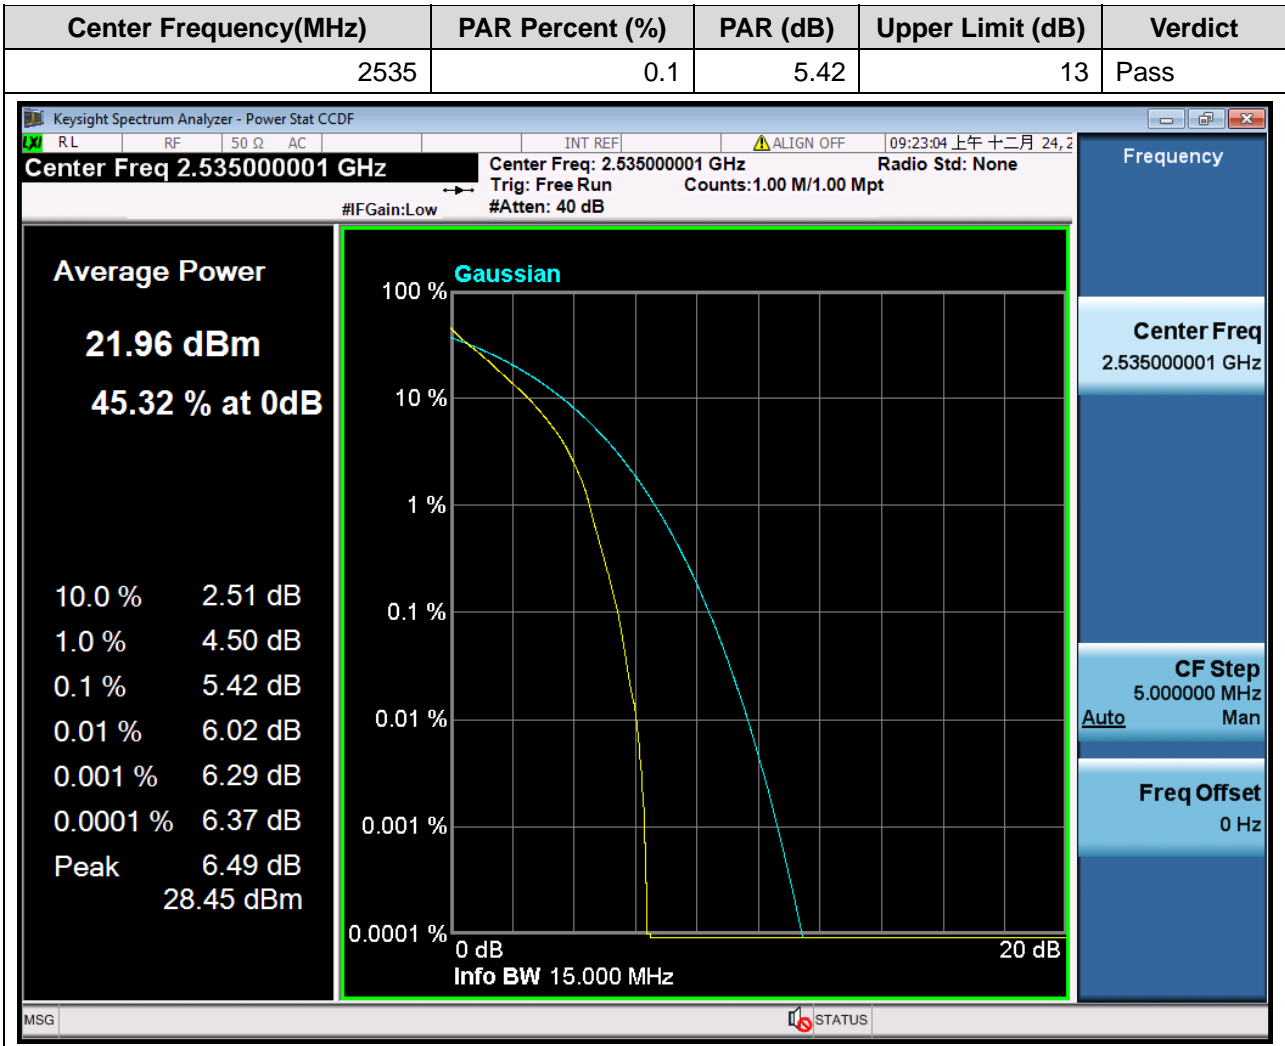 Center Frequency(MHz) PAR Percent (%) PAR (dB) Upper Limit (dB) Verdict
2535 0.1 5.42 13 Pass
Keysight Spectrum Analyzer - Power Stat CCDF
LXI RL RF 50 Ω AC INT REF ALIGN OFF 09:23:04 上午 十二月 24, 2
Center Freq 2.535000001 GHz
Center Freq: 2.535000001 GHz Radio Std: None
Trig: Free Run Counts:1.00 M/1.00 Mpt
#IFGain:Low #Atten: 40 dB
Average Power
21.96 dBm
45.32 % at 0dB
10.0 % 2.51 dB
1.0 % 4.50 dB
0.1 % 5.42 dB
0.01 % 6.02 dB
0.001 % 6.29 dB
0.0001 % 6.37 dB
Peak 6.49 dB
28.45 dBm
Gaussian
100 %
10 %
1 %
0.1 %
0.01 %
0.001 %
0.0001 %
0 dB 20 dB
Info BW 15.000 MHz
Frequency
Center Freq
2.535000001 GHz
CF Step
5.000000 MHz
Auto Man
Freq Offset
0 Hz
MSG STATUS